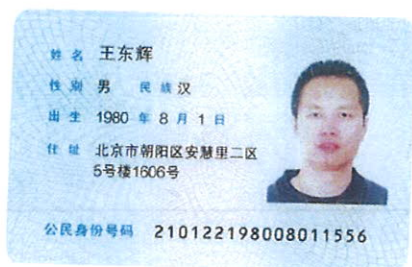 姓名 王东辉
性别 男 民族 汉
出生 1980 年 8 月 1 日
住址 北京市朝阳区安慧里二区
5号楼1606号
公民身份号码 210122198008011556